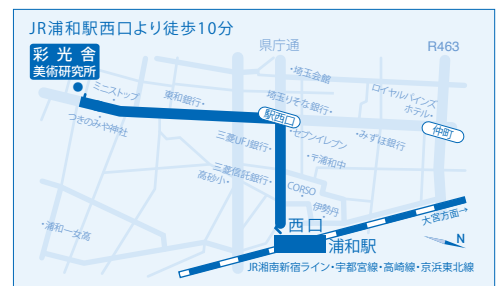 JR浦和駅西口より徒歩10分
県庁通
R463
彩光舎
美術研究所
・埼玉会館
ミニストップ
東和銀行・
埼玉りそな銀行・
ロイヤルパインズ
ホテル・
駅西口
つきのみや神社
・セブンイレブン
・みずほ銀行
仲町
三菱UFJ銀行・
・〒浦和中
三菱信託銀行・
高砂小・
CORSO
・伊勢丹
・浦和一女高
西口
大宮方面→
浦和駅
N
JR湘南新宿ライン・宇都宮線・高崎線・京浜東北線